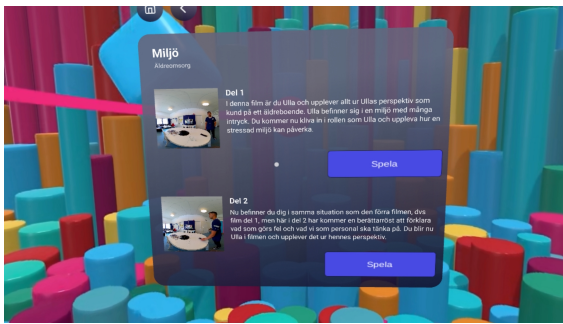 Miljö
Äldreomsorg
Del 1
I denna film är du Ulla och upplever allt ur Ullas perspektiv som
kund på ett äldreboende. Ulla befinner sig i en miljö med många
intryck. Du kommer nu kliva in i rollen som Ulla och uppleva hur en
stressad miljö kan påverka.
Spela
Del 2
Nu befinner du dig i samma situation som den förra filmen, dvs
film del 1, men här i del 2 har kommer en berättarröst att förklara
vad som görs fel och vad vi som personal ska tänka på. Du blir nu
Ulla i filmen och upplever det ur hennes perspektiv.
Spela